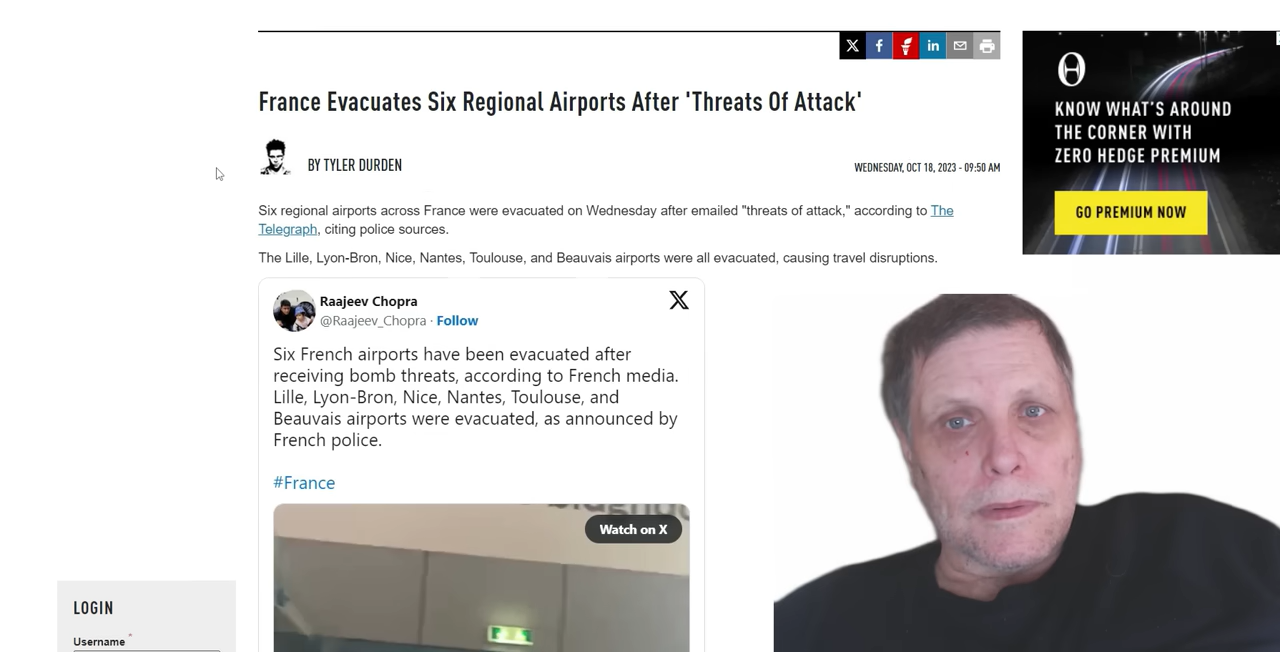 France Evacuates Six Regional Airports After 'Threats Of Attack'
BY TYLER DURDEN
WEDNESDAY, OCT 18, 2023 - 09:50 AM
Six regional airports across France were evacuated on Wednesday after emailed "threats of attack," according to The
Telegraph, citing police sources.
The Lille, Lyon-Bron, Nice, Nantes, Toulouse, and Beauvais airports were all evacuated, causing travel disruptions.
Raajeev Chopra
@Raajeev_Chopra · Follow
Six French airports have been evacuated after
receiving bomb threats, according to French media.
Lille, Lyon-Bron, Nice, Nantes, Toulouse, and
Beauvais airports were evacuated, as announced by
French police.
#France
Watch on X
KNOW WHAT'S AROUND
THE CORNER WITH
ZERO HEDGE PREMIUM
GO PREMIUM NOW
LOGIN
Username *